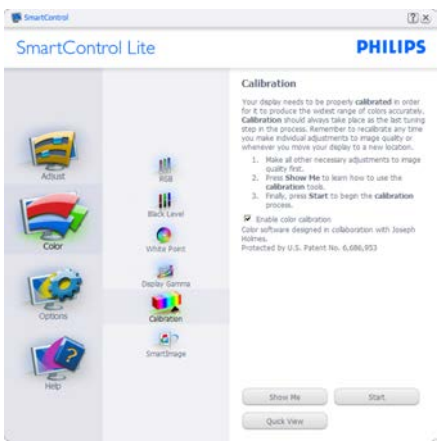 SmartControl
SmartControl Lite
PHILIPS
Adjust
Color
Options
Help
RGB
Black Level
White Point
Display Gamma
Calibration
SmartImage
Calibration
Your display needs to be properly calibrated in order
for it to produce the widest range of colors accurately.
Calibration should always take place as the last tuning
step in the process. Remember to recalibrate any time
you make individual adjustments to image quality or
whenever you move your display to a new location.
1. Make all other necessary adjustments to image
quality first.
2. Press Show Me to learn how to use the
calibration tools.
3. Finally, press Start to begin the calibration
process.
Enable color calibration
Color software designed in collaboration with Joseph
Holmes.
Protected by U.S. Patent No. 6,686,953
Show Me
Start
Quick View